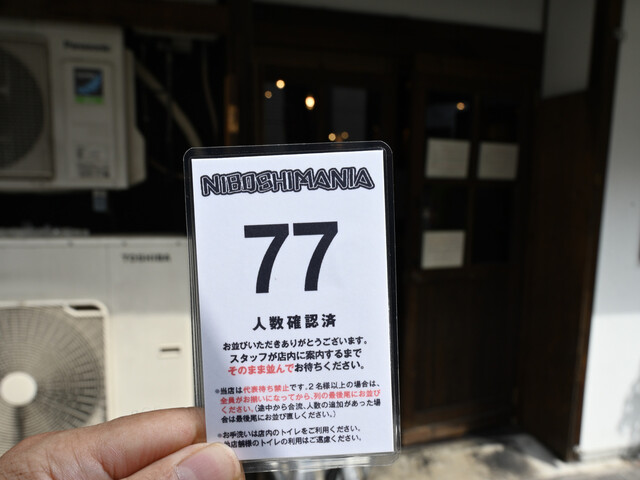 Panasonic
TOSHIBA
NIBOSHIMANIA
77
人数確認済
お並びいただきありがとうございます。
スタッフが店内に案内するまで
そのまま並んでお待ちください。
※当店は代表待ち禁止です。2名様以上の場合は、
全員がお揃いになってから、列の最後尾にお並び
ください。(途中から合流、人数の追加があった場合
は最後尾にお並び直しください。)
※お手洗いは店内のトイレをご利用ください。
店舗様のトイレの利用はご遠慮ください。